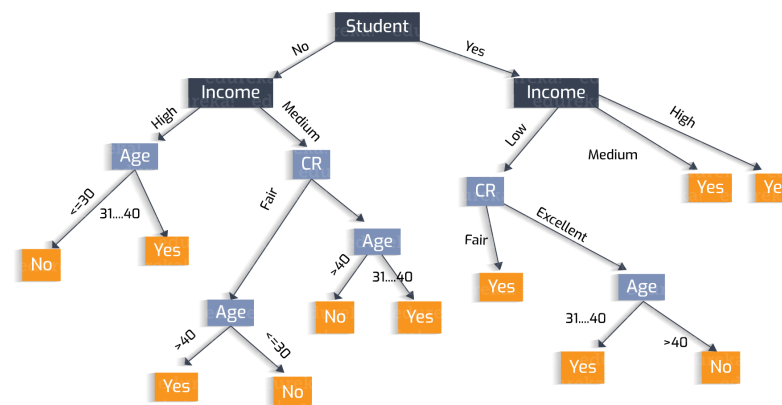 Student
No
Yes
Income
Income
High
Medium
Low
Medium
High
Age
CR
CR
Yes
Ye
<=30
31....40
Fair
Fair
Excellent
No
Yes
Age
Yes
Age
>40
31....40
Age
No
Yes
31....40
>40
>40
<=30
Yes
No
Yes
No